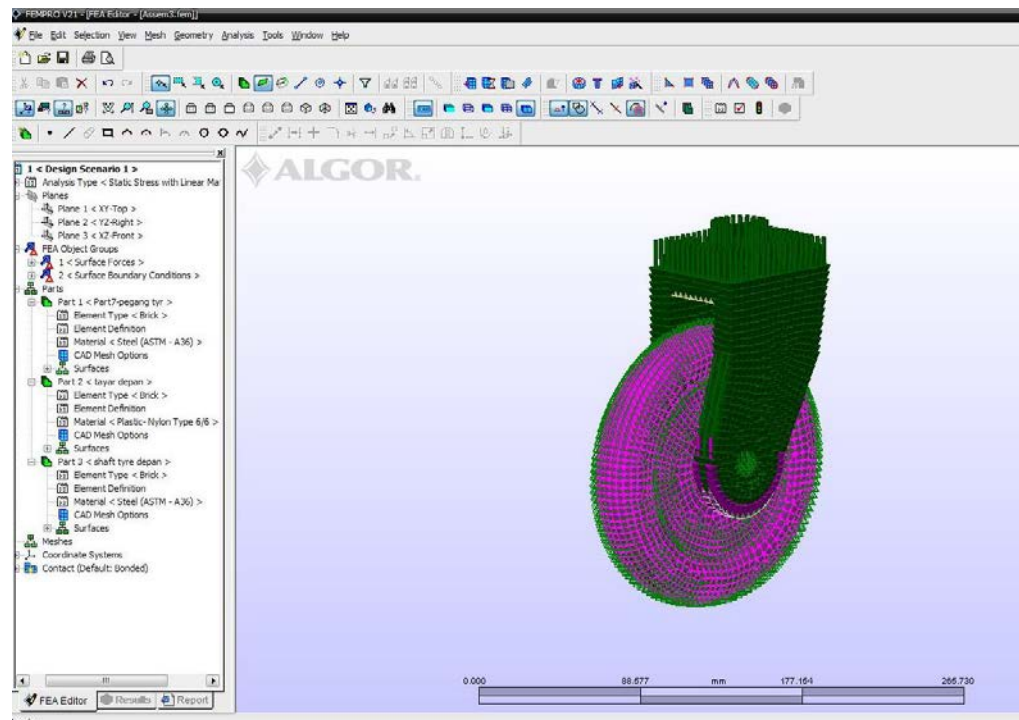 FEMPRO V21 - [FEA Editor - [Assem3.fem]]
File Edit Selection View Mesh Geometry Analysis Tools Window Help
ALGOR.
1 < Design Scenario 1 >
Analysis Type < Static Stress with Linear Ma
Planes
Plane 1 < XY-Top >
Plane 2 < YZ-Right >
Plane 3 < XZ-Front >
FEA Object Groups
1 < Surface Forces >
2 < Surface Boundary Conditions >
Parts
Part 1 < Part7-pegang tyr >
Element Type < Brick >
Element Definition
Material < Steel (ASTM - A36) >
CAD Mesh Options
Surfaces
Part 2 < tayar depan >
Element Type < Brick >
Element Definition
Material < Plastic- Nylon Type 6/6 >
CAD Mesh Options
Surfaces
Part 3 < shaft tyre depan >
Element Type < Brick >
Element Definition
Material < Steel (ASTM - A36) >
CAD Mesh Options
Surfaces
Meshes
Coordinate Systems
Contact (Default: Bonded)
0.000 88.577 mm 177.154 265.730
FEA Editor Results Report